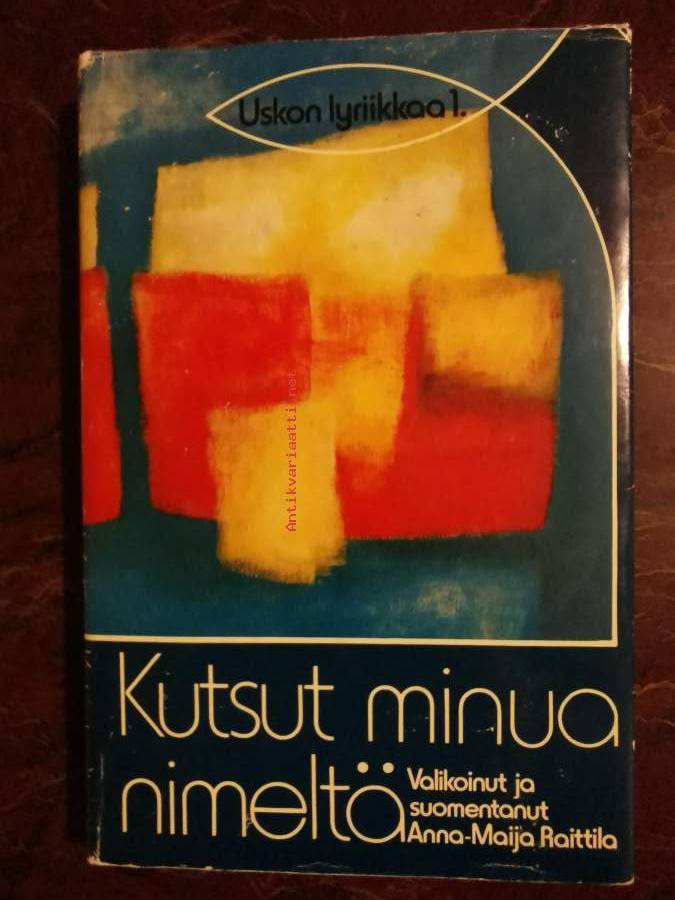 Uskon lyriikkaa 1.
Antikvariaatti.net
Kutsut minua
nimeltä
Valikoinut ja
suomentanut
Anna-Maija Raittila